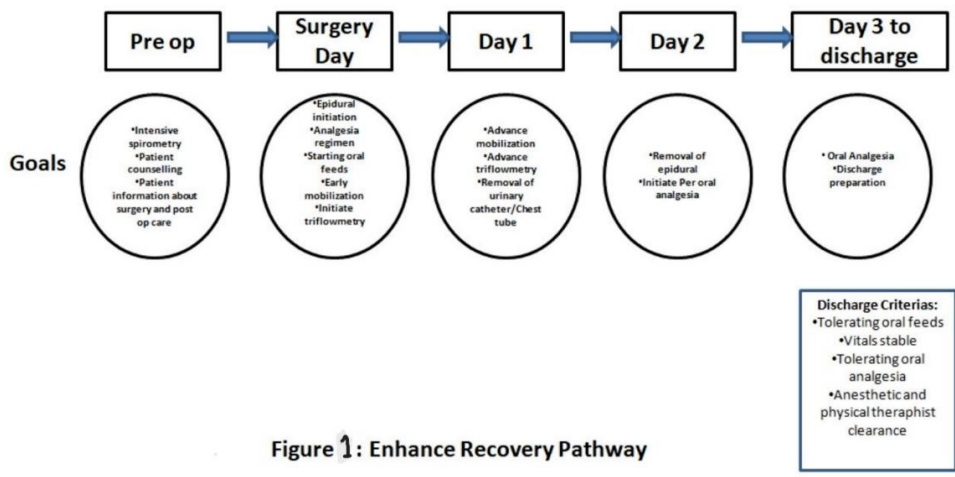 Pre op
Surgery
Day
Day 1
Day 2
Day 3 to
discharge
Goals
•Intensive
spirometry
•Patient
counselling
•Patient
information about
surgery and post
op care
•Epidural
initiation
•Analgesia
regimen
•Starting oral
feeds
•Early
mobilization
•Initiate
triflowmetry
•Advance
mobilization
•Advance
triflowmetry
•Removal of
urinary
catheter/Chest
tube
•Removal of
epidural
•Initiate Per oral
analgesia
• Oral Analgesia
•Discharge
preparation
Discharge Criterias:
•Tolerating oral feeds
•Vitals stable
•Tolerating oral
analgesia
•Anesthetic and
physical theraphist
clearance
Figure 1: Enhance Recovery Pathway